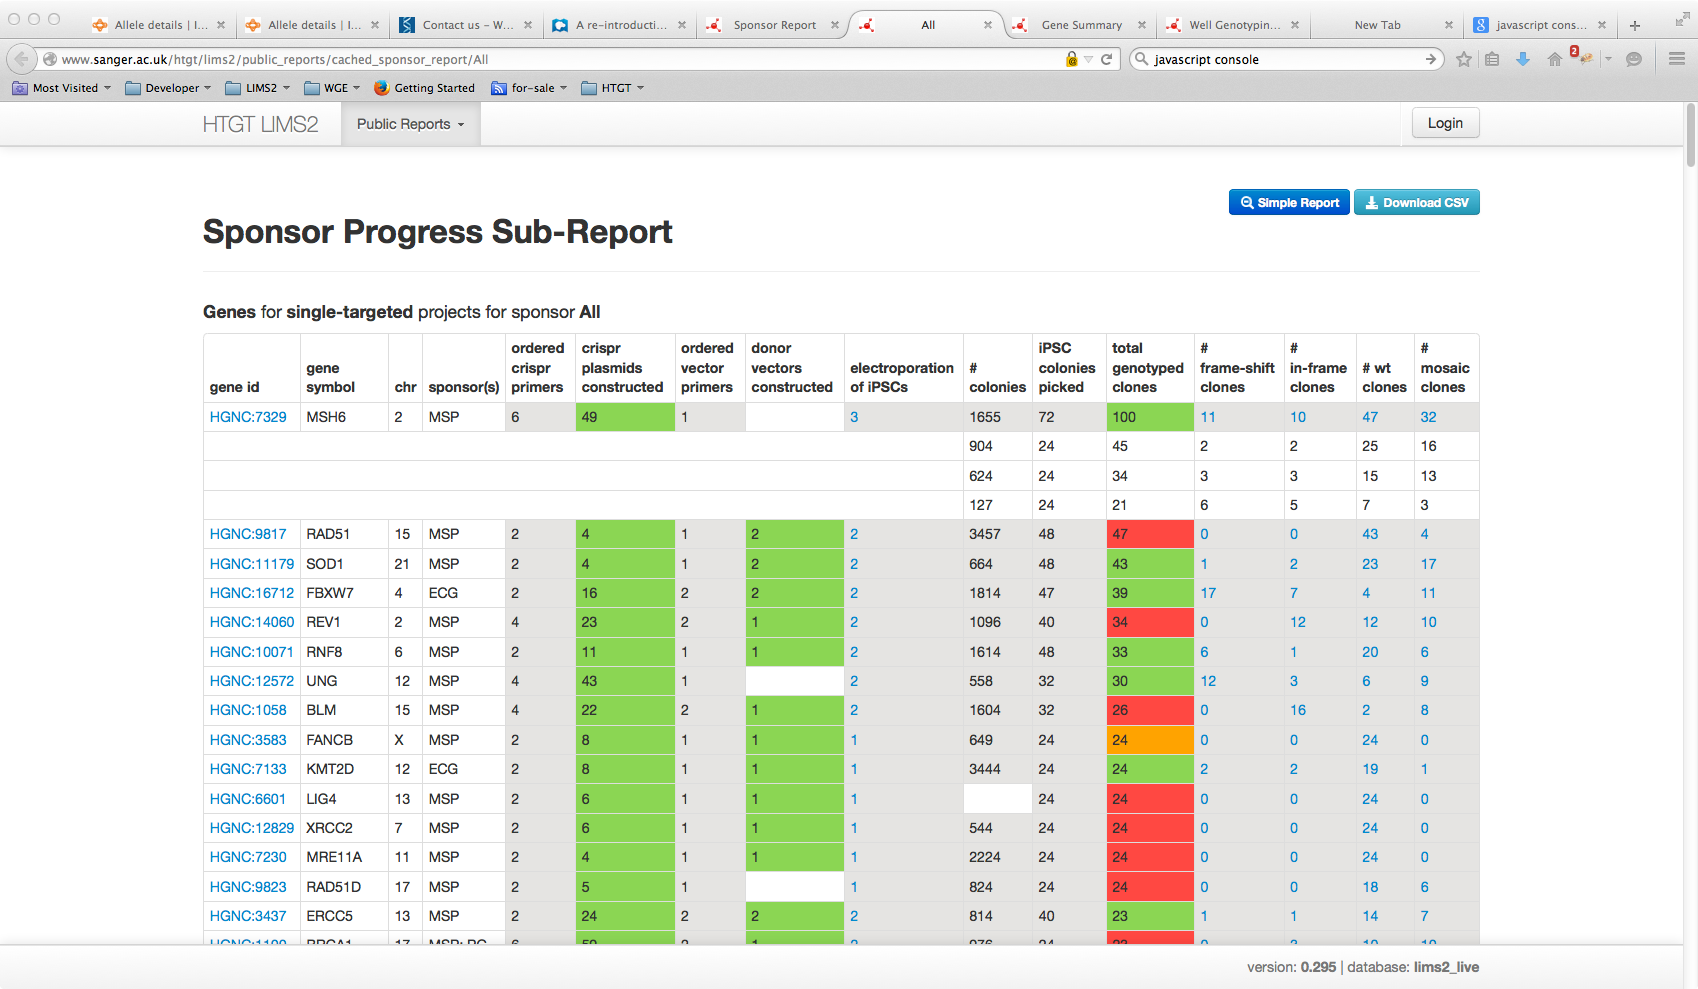 Allele details | I...
Allele details | I...
Contact us – W...
A re-introducti...
Sponsor Report
All
Gene Summary
Well Genotypin...
New Tab
javascript cons...
www.sanger.ac.uk/htgt/lims2/public_reports/cached_sponsor_report/All
javascript console
2
Most Visited
Developer
LIMS2
WGE
Getting Started
for-sale
HTGT
HTGT LIMS2
Public Reports
Login
Simple Report
Download CSV
Sponsor Progress Sub-Report
Genes for single-targeted projects for sponsor All
gene id | gene symbol | chr | sponsor(s) | ordered crispr primers | crispr plasmids constructed | ordered vector primers | donor vectors constructed | electroporation of iPSCs | # colonies | iPSC colonies picked | total genotyped clones | # frame-shift clones | # in-frame clones | # wt clones | # mosaic clones
HGNC:7329 MSH6 2 MSP 6 49 1 3 1655 72 100 11 10 47 32
904 24 45 2 2 25 16
624 24 34 3 3 15 13
127 24 21 6 5 7 3
HGNC:9817 RAD51 15 MSP 2 4 1 2 2 3457 48 47 0 0 43 4
HGNC:11179 SOD1 21 MSP 2 4 1 2 2 664 48 43 1 2 23 17
HGNC:16712 FBXW7 4 ECG 2 16 2 2 2 1814 47 39 17 7 4 11
HGNC:14060 REV1 2 MSP 4 23 2 1 2 1096 40 34 0 12 12 10
HGNC:10071 RNF8 6 MSP 2 11 1 1 2 1614 48 33 6 1 20 6
HGNC:12572 UNG 12 MSP 4 43 1 2 558 32 30 12 3 6 9
HGNC:1058 BLM 15 MSP 4 22 2 1 2 1604 32 26 0 16 2 8
HGNC:3583 FANCB X MSP 2 8 1 1 1 649 24 24 0 0 24 0
HGNC:7133 KMT2D 12 ECG 2 8 1 1 1 3444 24 24 2 2 19 1
HGNC:6601 LIG4 13 MSP 2 6 1 1 1 24 24 0 0 24 0
HGNC:12829 XRCC2 7 MSP 2 6 1 1 1 544 24 24 0 0 24 0
HGNC:7230 MRE11A 11 MSP 2 4 1 1 1 2224 24 24 0 0 24 0
HGNC:9823 RAD51D 17 MSP 2 5 1 1 824 24 24 0 0 18 6
HGNC:3437 ERCC5 13 MSP 2 24 2 2 2 814 40 23 1 1 14 7
version: 0.295 | database: lims2_live